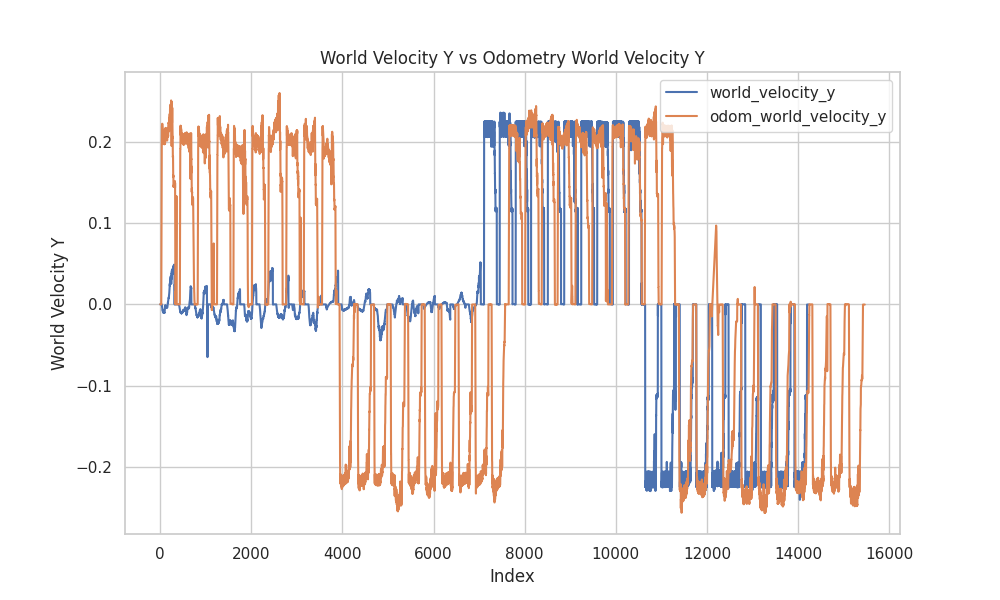 World Velocity Y vs Odometry World Velocity Y
world_velocity_y
odom_world_velocity_y
World Velocity Y
0.2
0.1
0.0
−0.1
−0.2
0 2000 4000 6000 8000 10000 12000 14000 16000
Index